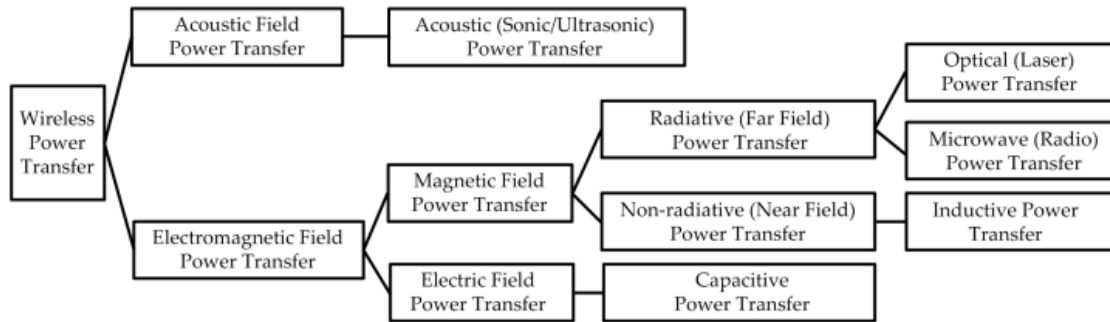 Wireless
Power
Transfer
Acoustic Field
Power Transfer
Acoustic (Sonic/Ultrasonic)
Power Transfer
Electromagnetic Field
Power Transfer
Magnetic Field
Power Transfer
Radiative (Far Field)
Power Transfer
Optical (Laser)
Power Transfer
Microwave (Radio)
Power Transfer
Non-radiative (Near Field)
Power Transfer
Inductive Power
Transfer
Electric Field
Power Transfer
Capacitive
Power Transfer